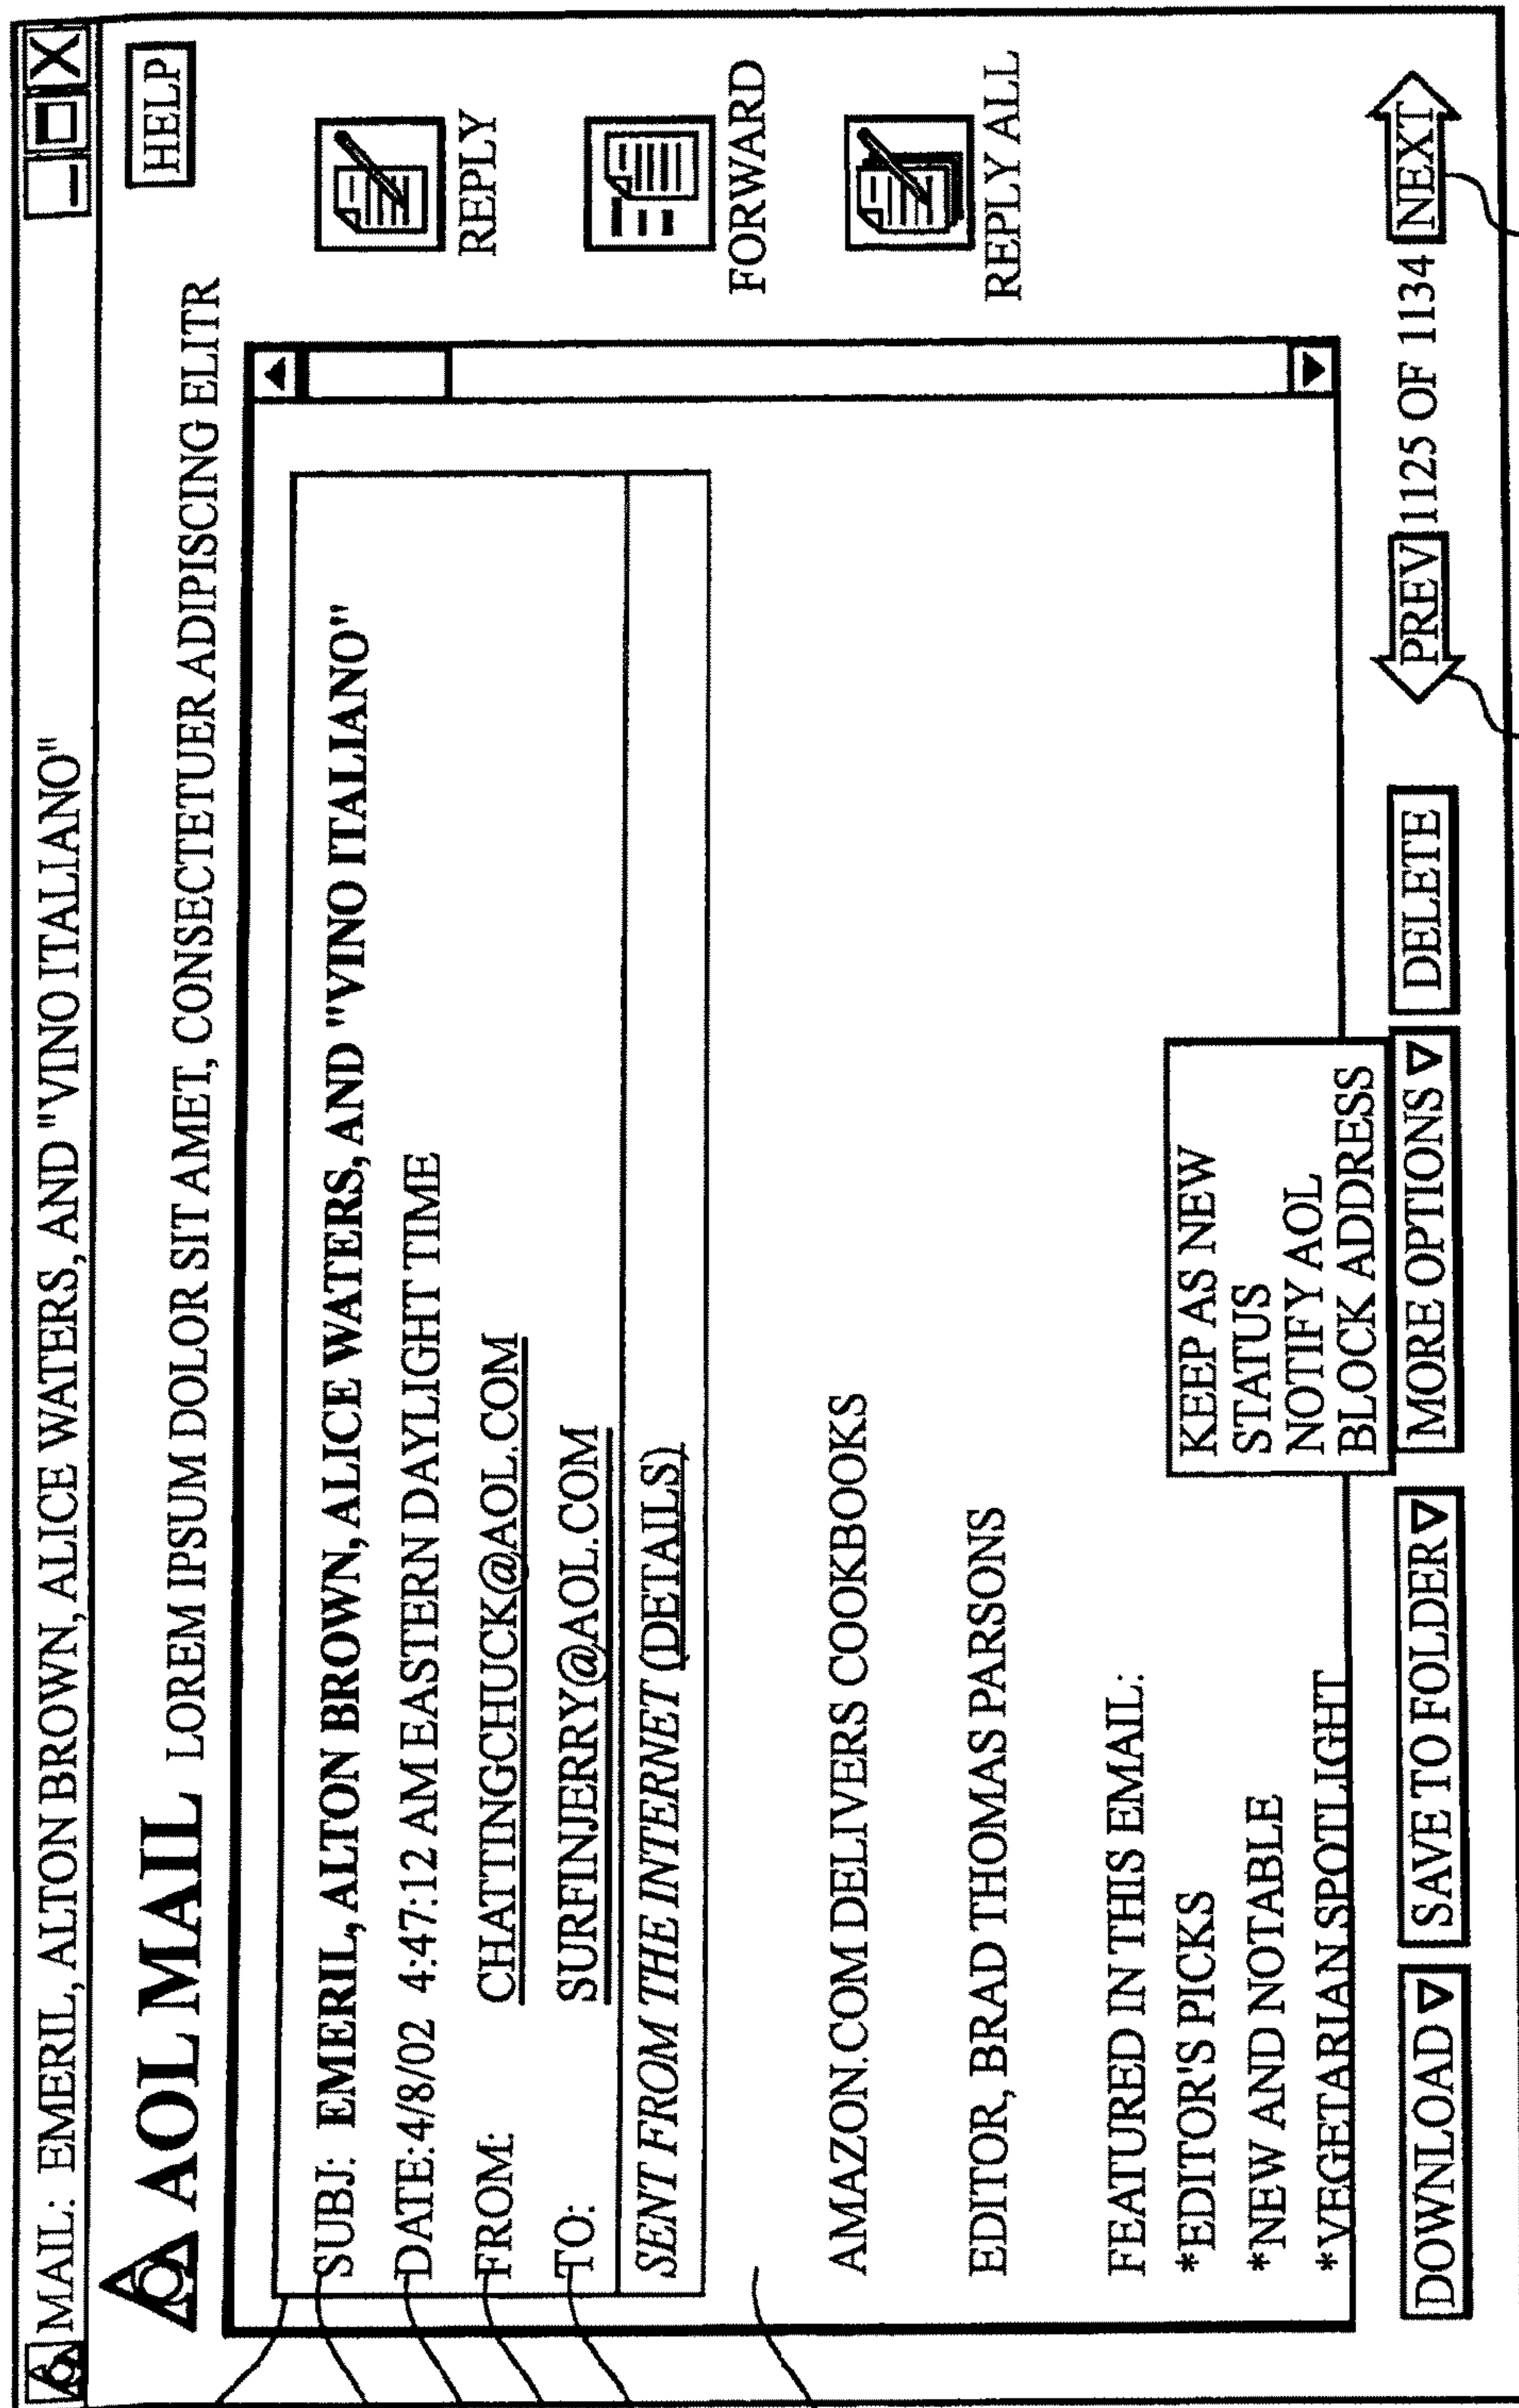 MAIL: EMERIL, ALTON BROWN, ALICE WATERS, AND "VINO ITALIANO"
HELP
AOL MAIL LOREM IPSUM DOLOR SIT AMET, CONSECTETUER ADIPISCING ELITR
SUBJ: EMERIL, ALTON BROWN, ALICE WATERS, AND "VINO ITALIANO"
DATE:4/8/02 4:47:12 AM EASTERN DAYLIGHT TIME
FROM: CHATTINGCHUCK@AOL.COM
TO: SURFINJERRY@AOL.COM
SENT FROM THE INTERNET (DETAILS)
REPLY
FORWARD
REPLY ALL
AMAZON.COM DELIVERS COOKBOOKS
EDITOR, BRAD THOMAS PARSONS
FEATURED IN THIS EMAIL:
*EDITOR'S PICKS
*NEW AND NOTABLE
*VEGETARIAN SPOTLIGHT
KEEP AS NEW
STATUS
NOTIFY AOL
BLOCK ADDRESS
DOWNLOAD SAVE TO FOLDER MORE OPTIONS DELETE PREV 1125 OF 1134 NEXT